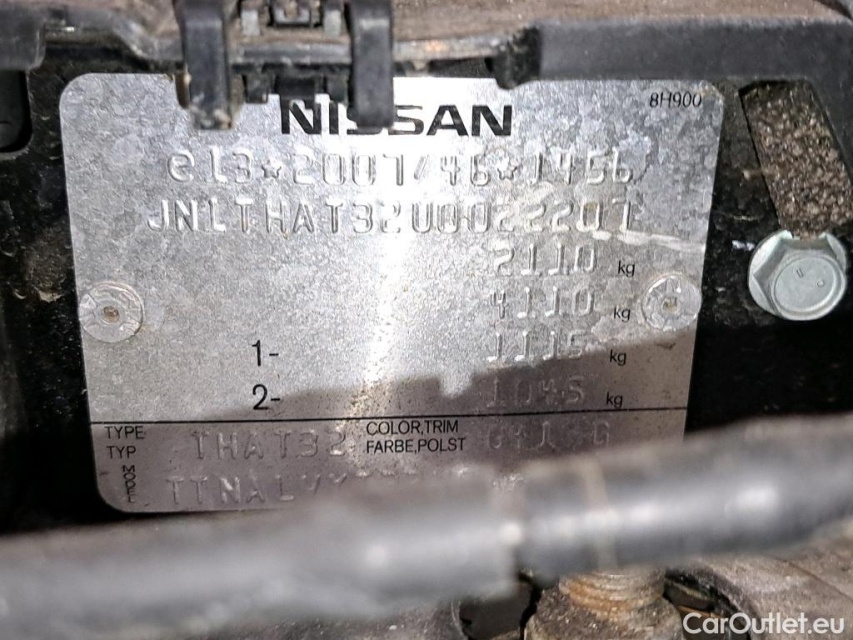 NISSAN
8H900
e13*2007/46*1456
JN1THAT32U0022207
2110 kg
4110 kg
1- 1115 kg
2- 1045 kg
TYPE
TYP
THAT32
COLOR,TRIM
FARBE,POLST
MODEL
CarOutlet.eu